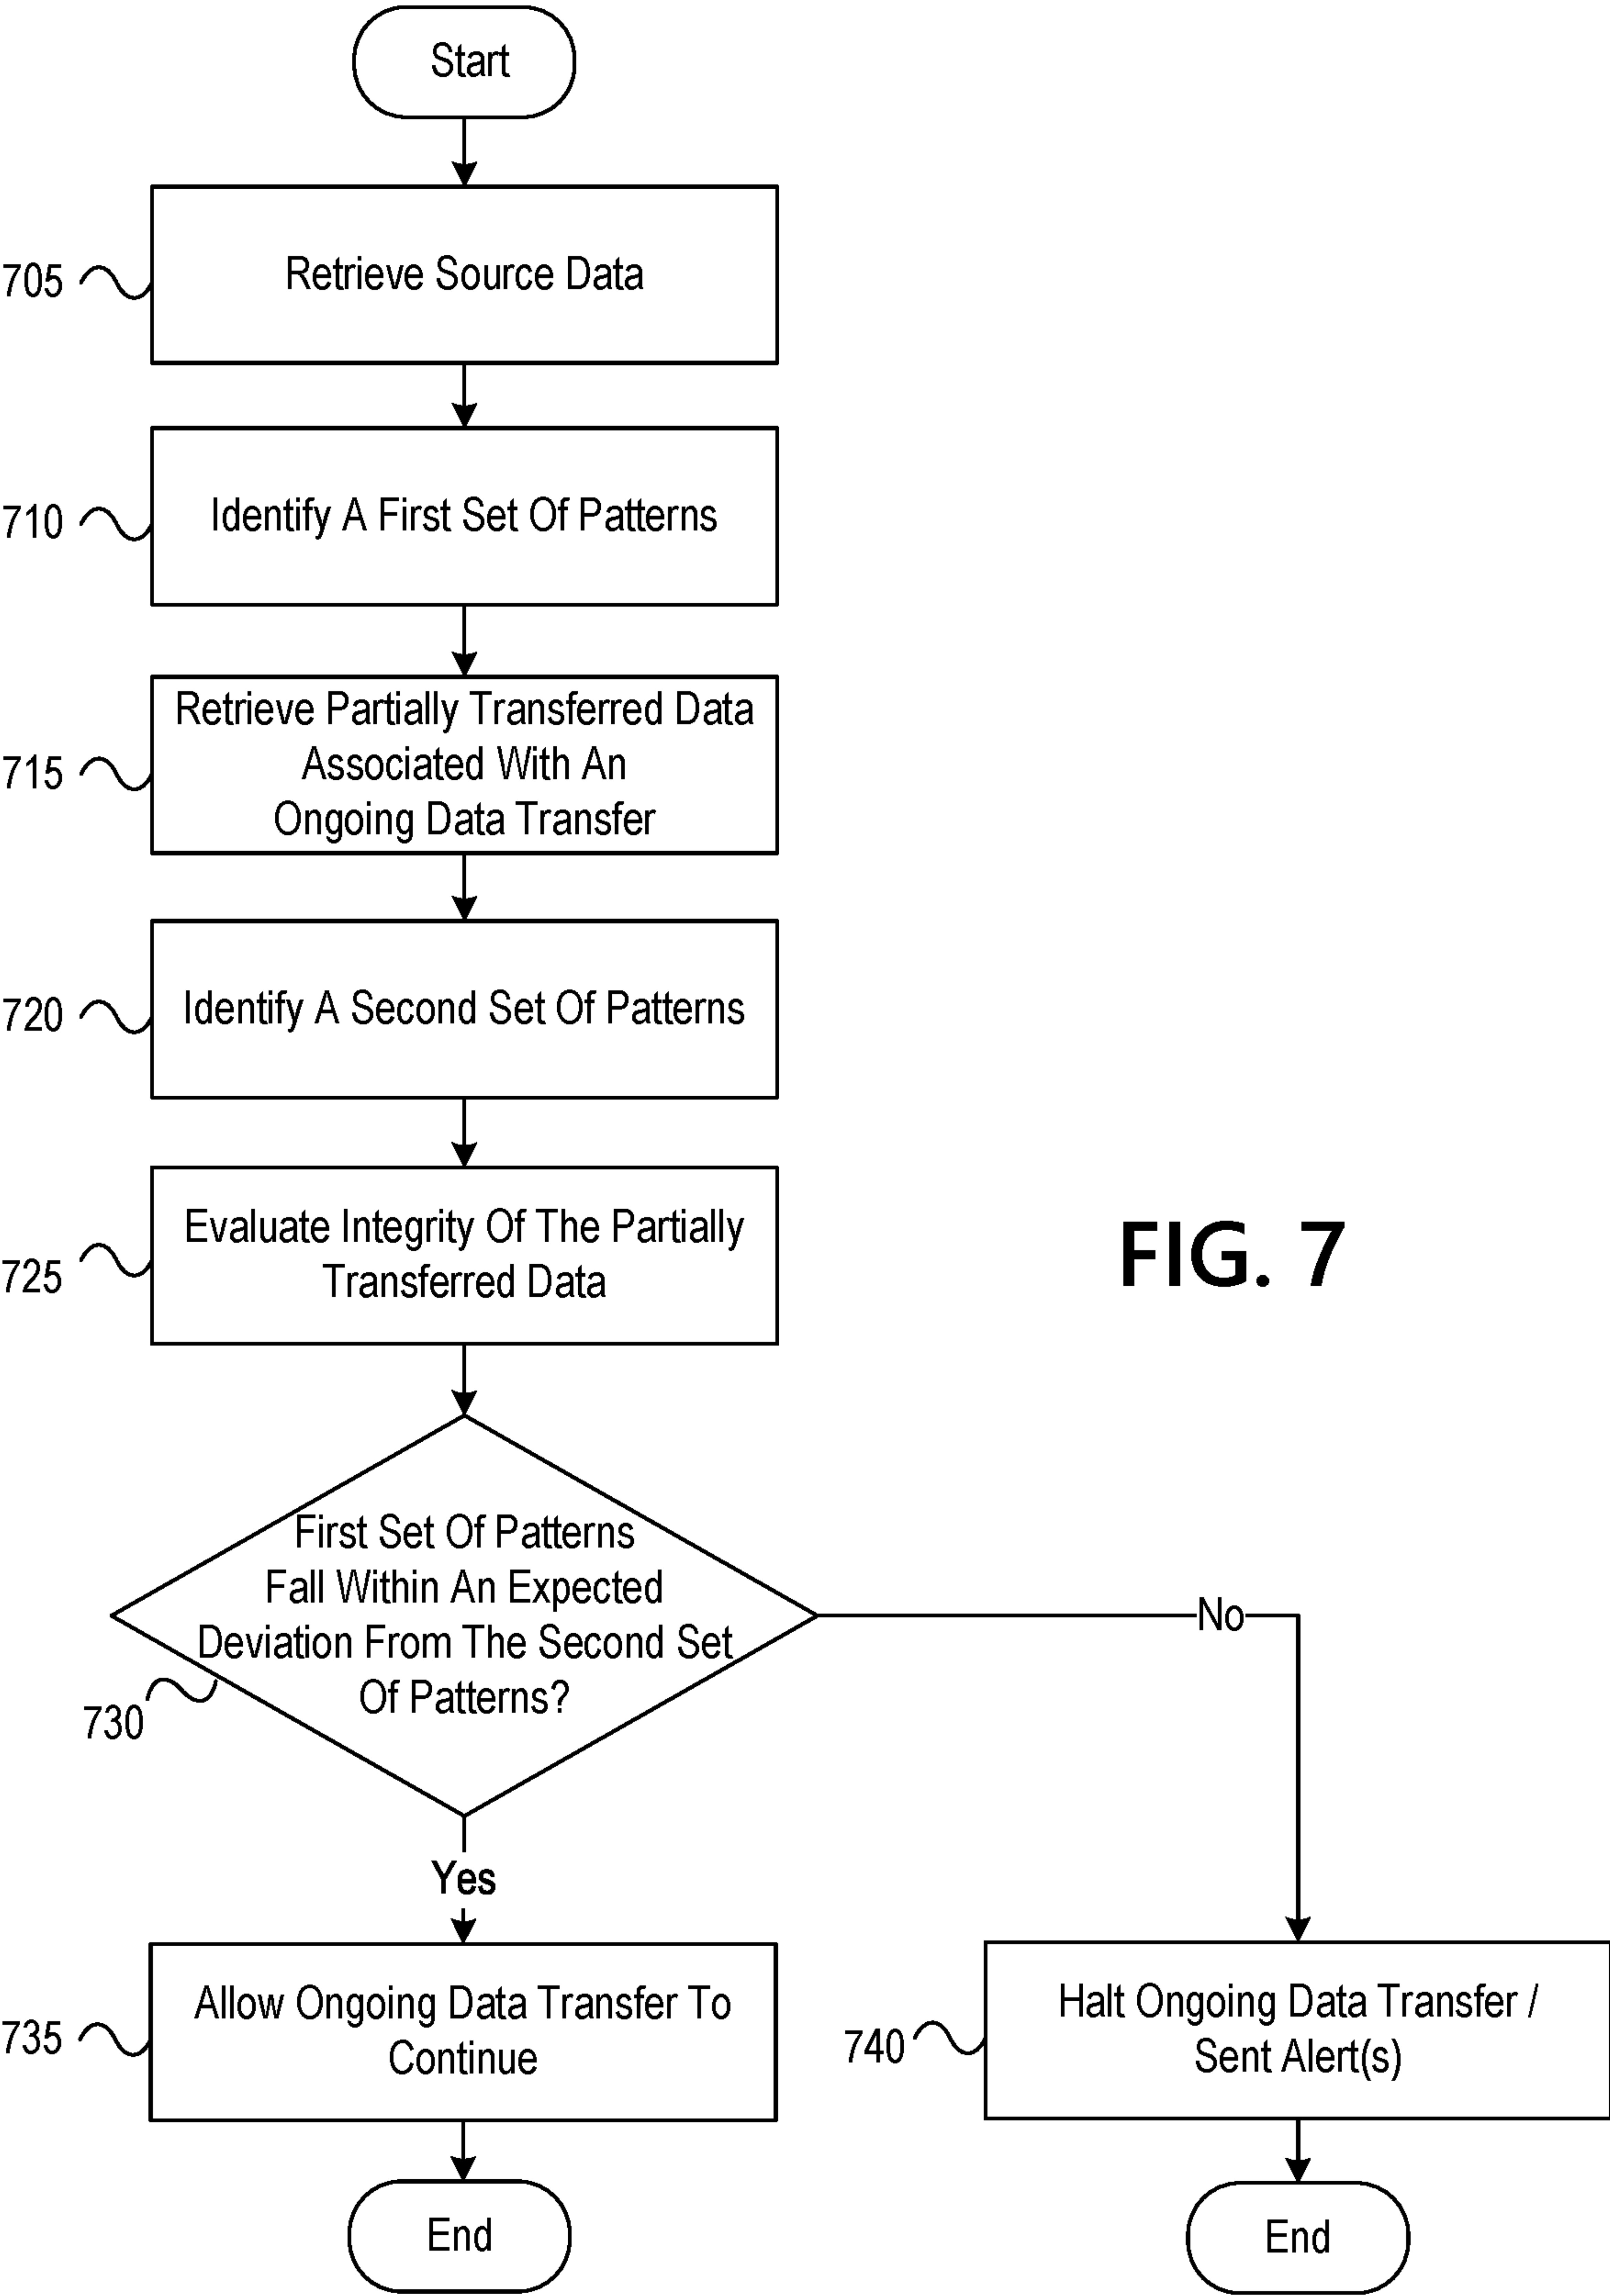 Start
705
Retrieve Source Data
710
Identify A First Set Of Patterns
715
Retrieve Partially Transferred Data
Associated With An
Ongoing Data Transfer
720
Identify A Second Set Of Patterns
725
Evaluate Integrity Of The Partially
Transferred Data
FIG. 7
First Set Of Patterns
Fall Within An Expected
Deviation From The Second Set
Of Patterns?
730
No
Yes
735
Allow Ongoing Data Transfer To
Continue
740
Halt Ongoing Data Transfer /
Sent Alert(s)
End
End